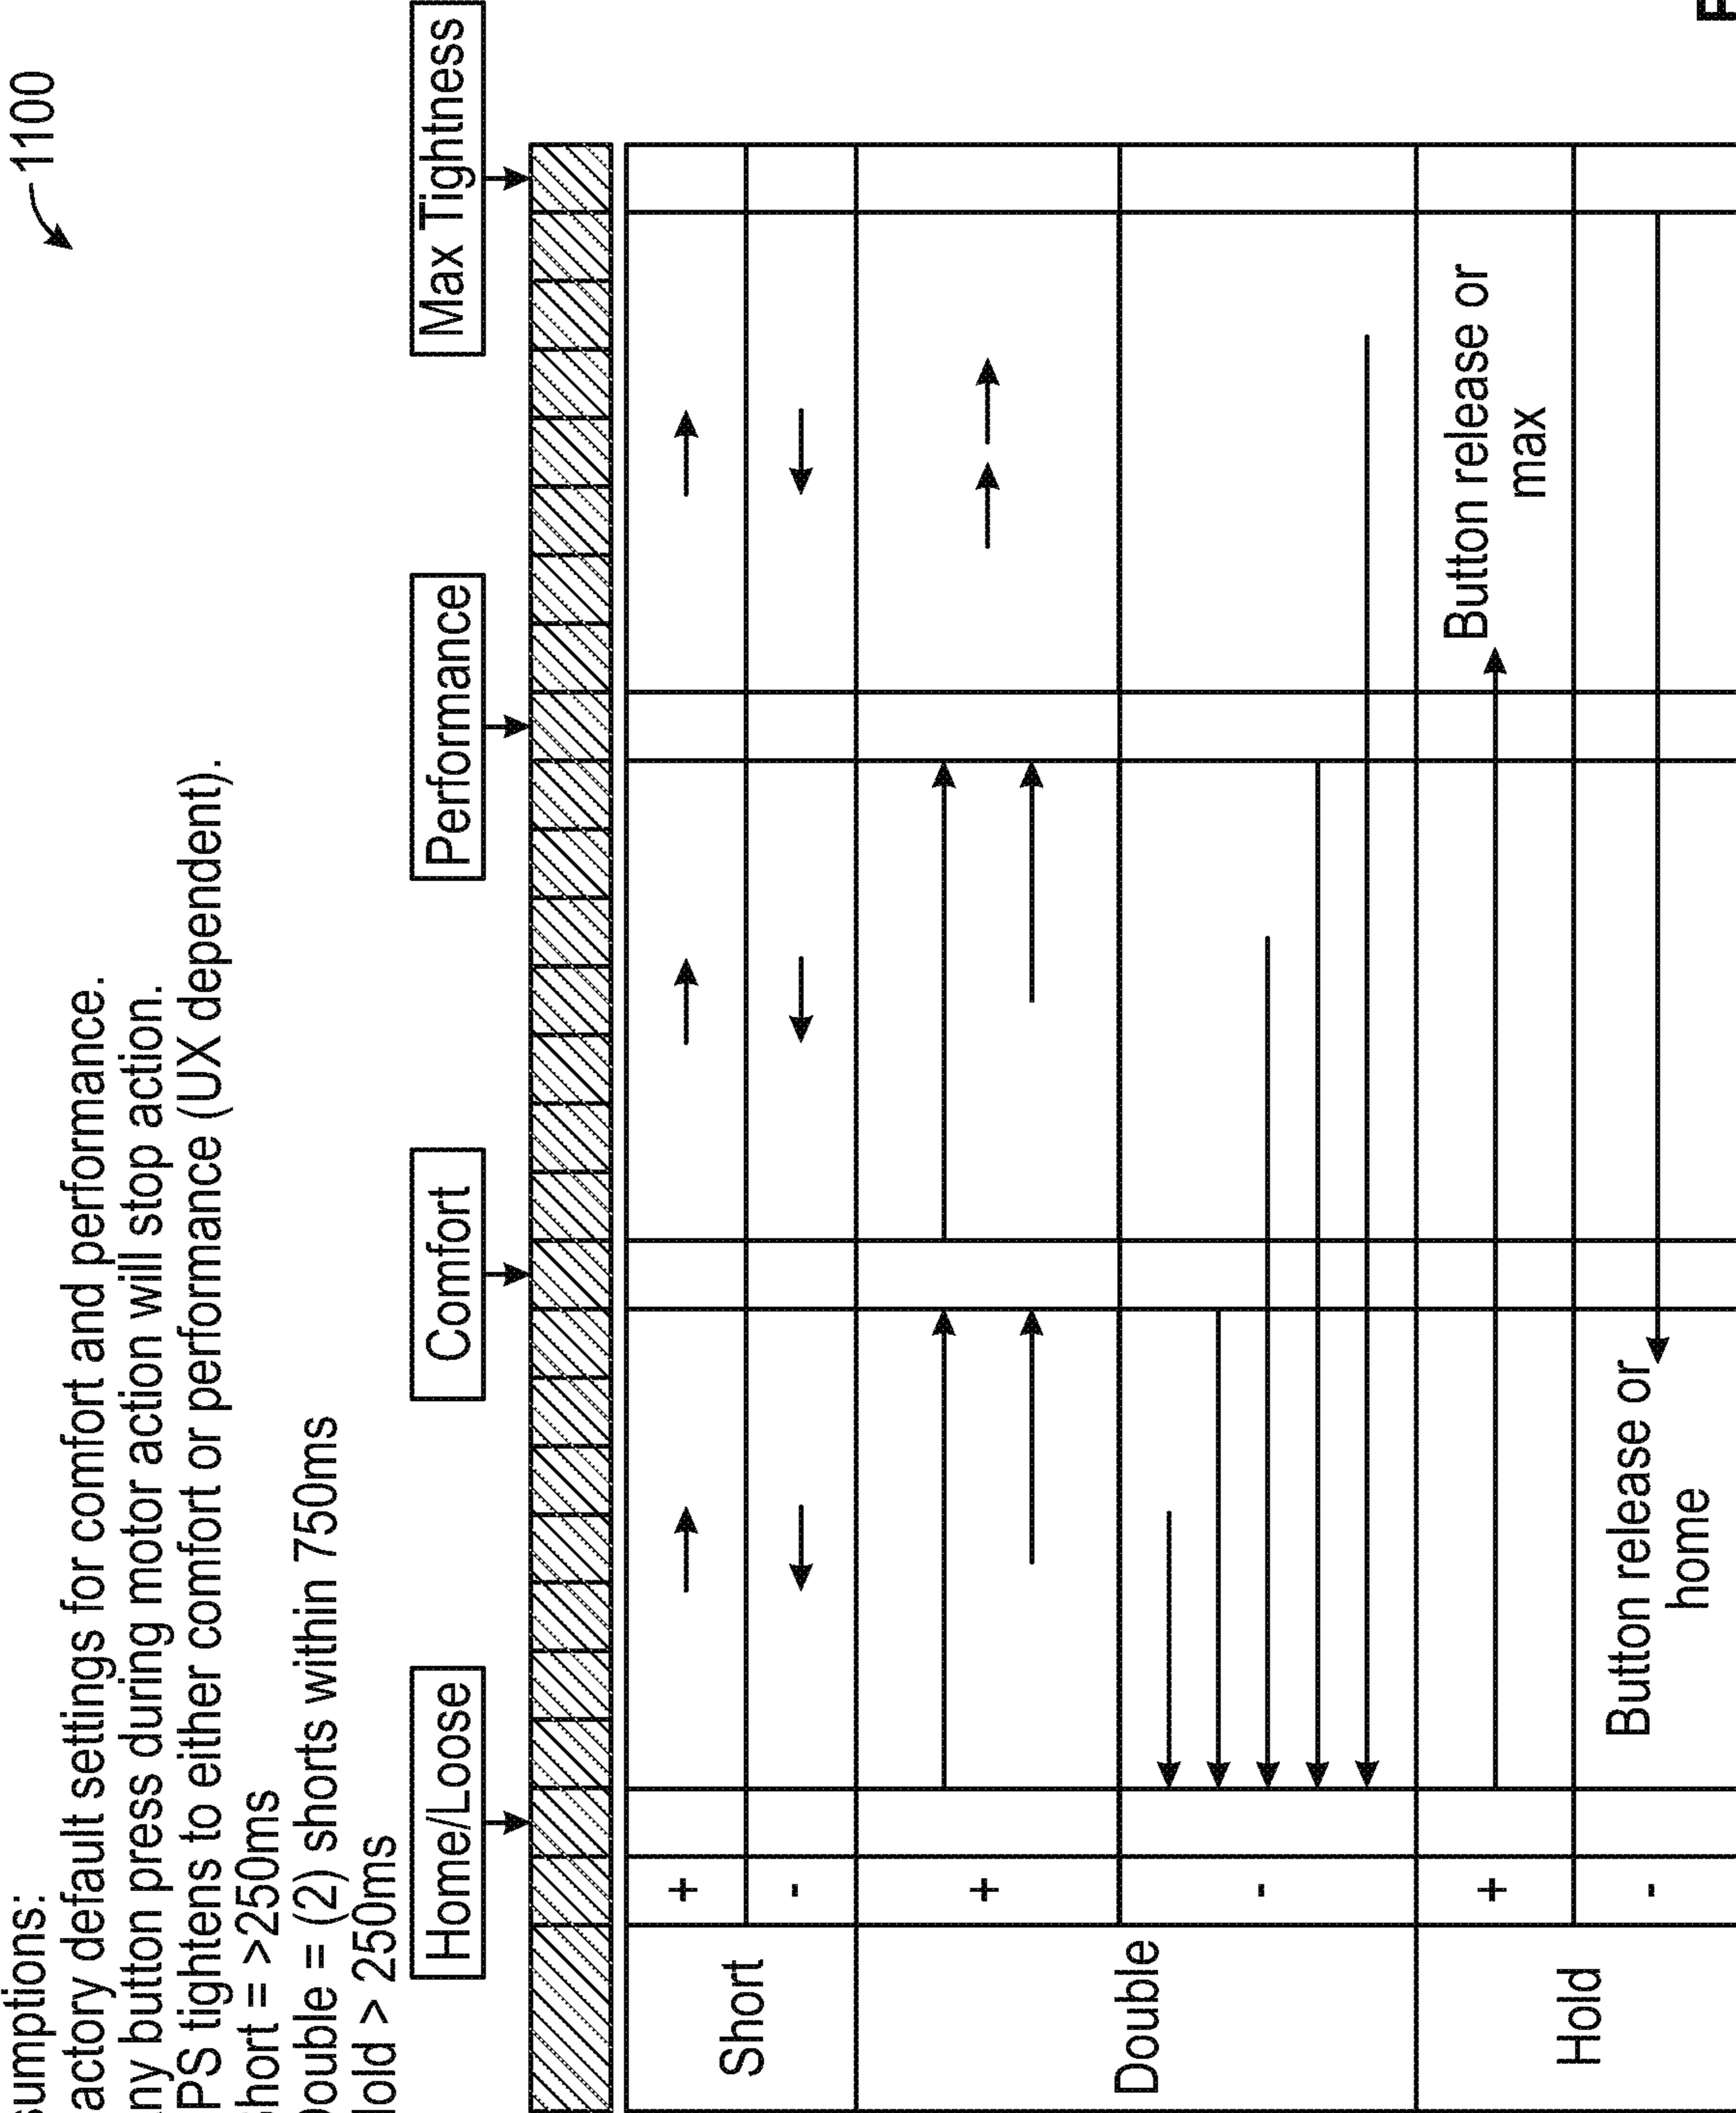 1100
sumptions:
actory default settings for comfort and performance.
ny button press during motor action will stop action.
PS tightens to either comfort or performance (UX dependent).
hort = >250ms
ouble = (2) shorts within 750ms
old > 250ms
Home/Loose
Comfort
Performance
Max Tightness
Short
+
-
Double
+
-
Hold
+
Button release or
max
-
Button release or
home